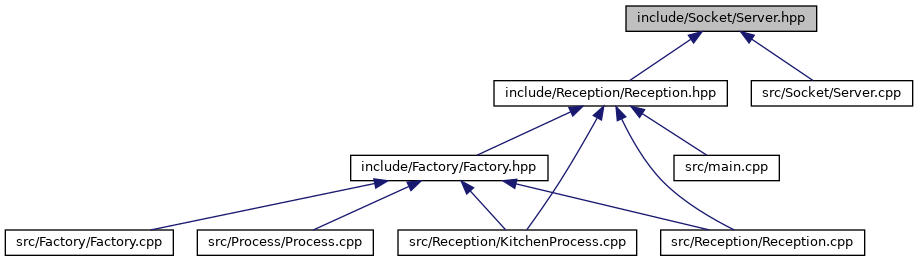 include/Socket/Server.hpp
include/Reception/Reception.hpp
src/Socket/Server.cpp
include/Factory/Factory.hpp
src/main.cpp
src/Factory/Factory.cpp
src/Process/Process.cpp
src/Reception/KitchenProcess.cpp
src/Reception/Reception.cpp